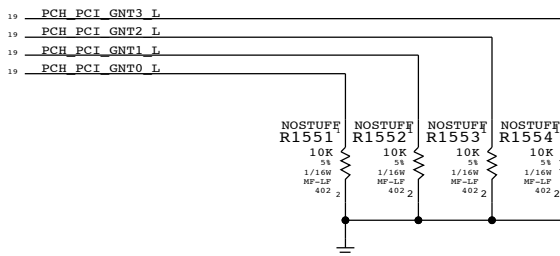 19 PCH_PCI_GNT3_L
19 PCH_PCI_GNT2_L
19 PCH_PCI_GNT1_L
19 PCH_PCI_GNT0_L
NOSTUFF 1 NOSTUFF 1 NOSTUFF 1 NOSTUFF 1
R1551 R1552 R1553 R1554
10K 10K 10K 10K
5% 5% 5% 5%
1/16W 1/16W 1/16W 1/16W
MF-LF MF-LF MF-LF MF-LF
402 2 402 2 402 2 402 2